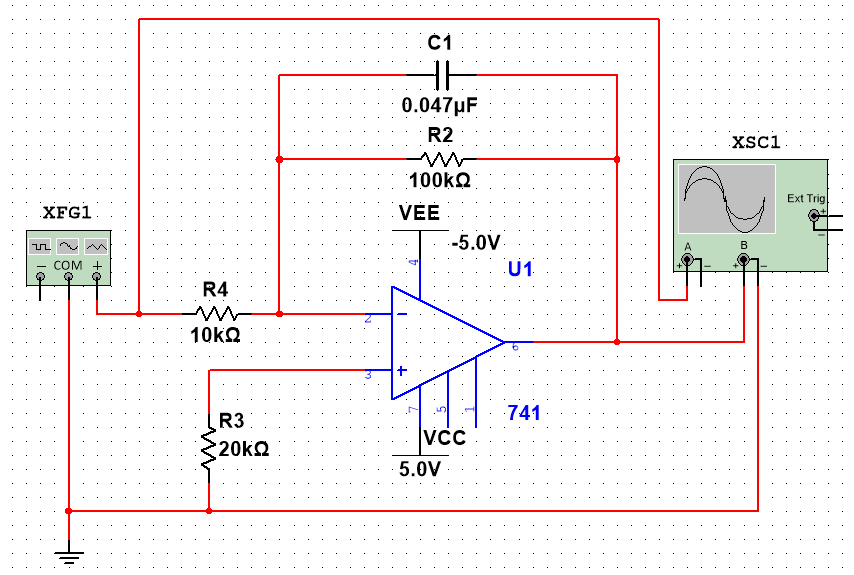 C1
0.047µF
R2
100kΩ
XSC1
Ext Trig
+
−
A
B
+ − + −
XFG1
− COM +
VEE
-5.0V
4
U1
R4
10kΩ
2
−
3
+
6
7
5
1
741
R3
20kΩ
VCC
5.0V